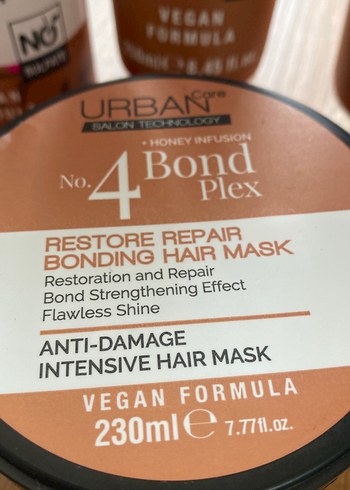 NO
VEGAN
FORMULA
URBAN Care
SALON TECHNOLOGY
+ HONEY INFUSION
No. 4 Bond
Plex
RESTORE REPAIR
BONDING HAIR MASK
Restoration and Repair
Bond Strengthening Effect
Flawless Shine
ANTI-DAMAGE
INTENSIVE HAIR MASK
VEGAN FORMULA
230ml e 7.77fl.oz.